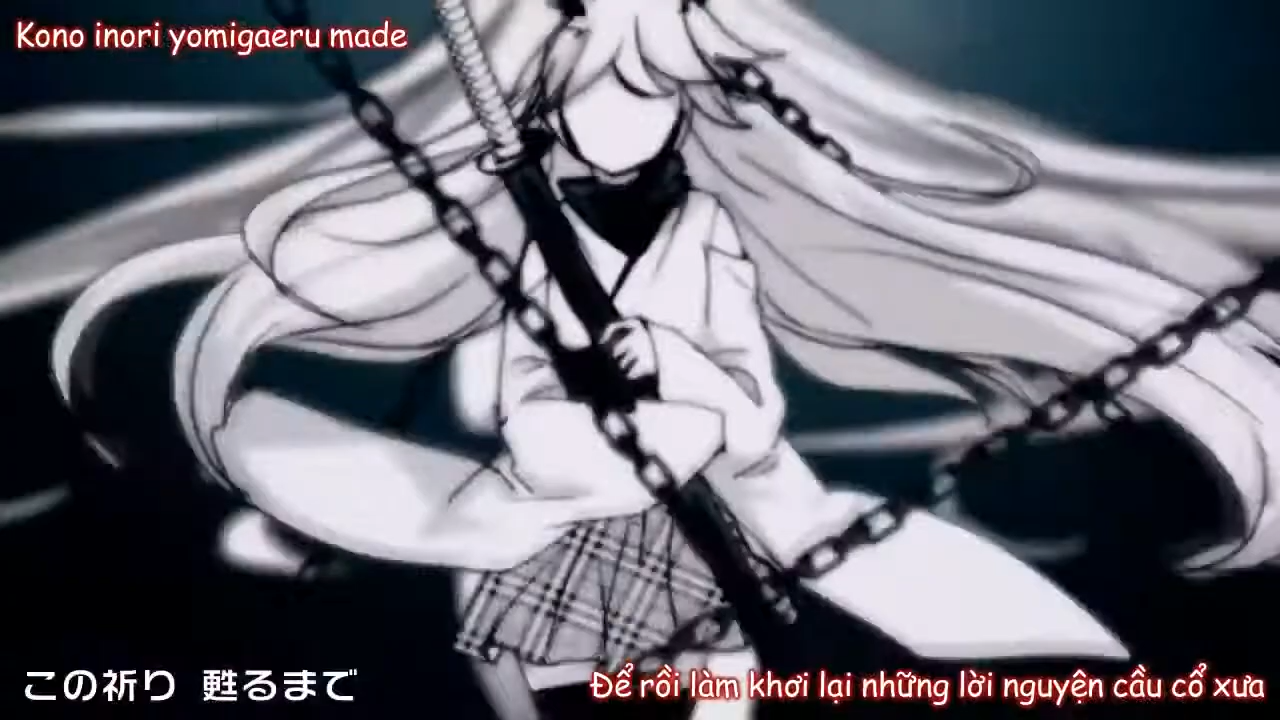 Kono inori yomigaeru made
この祈り 甦るまで
Để rồi làm khơi lại những lời nguyện cầu cổ xưa